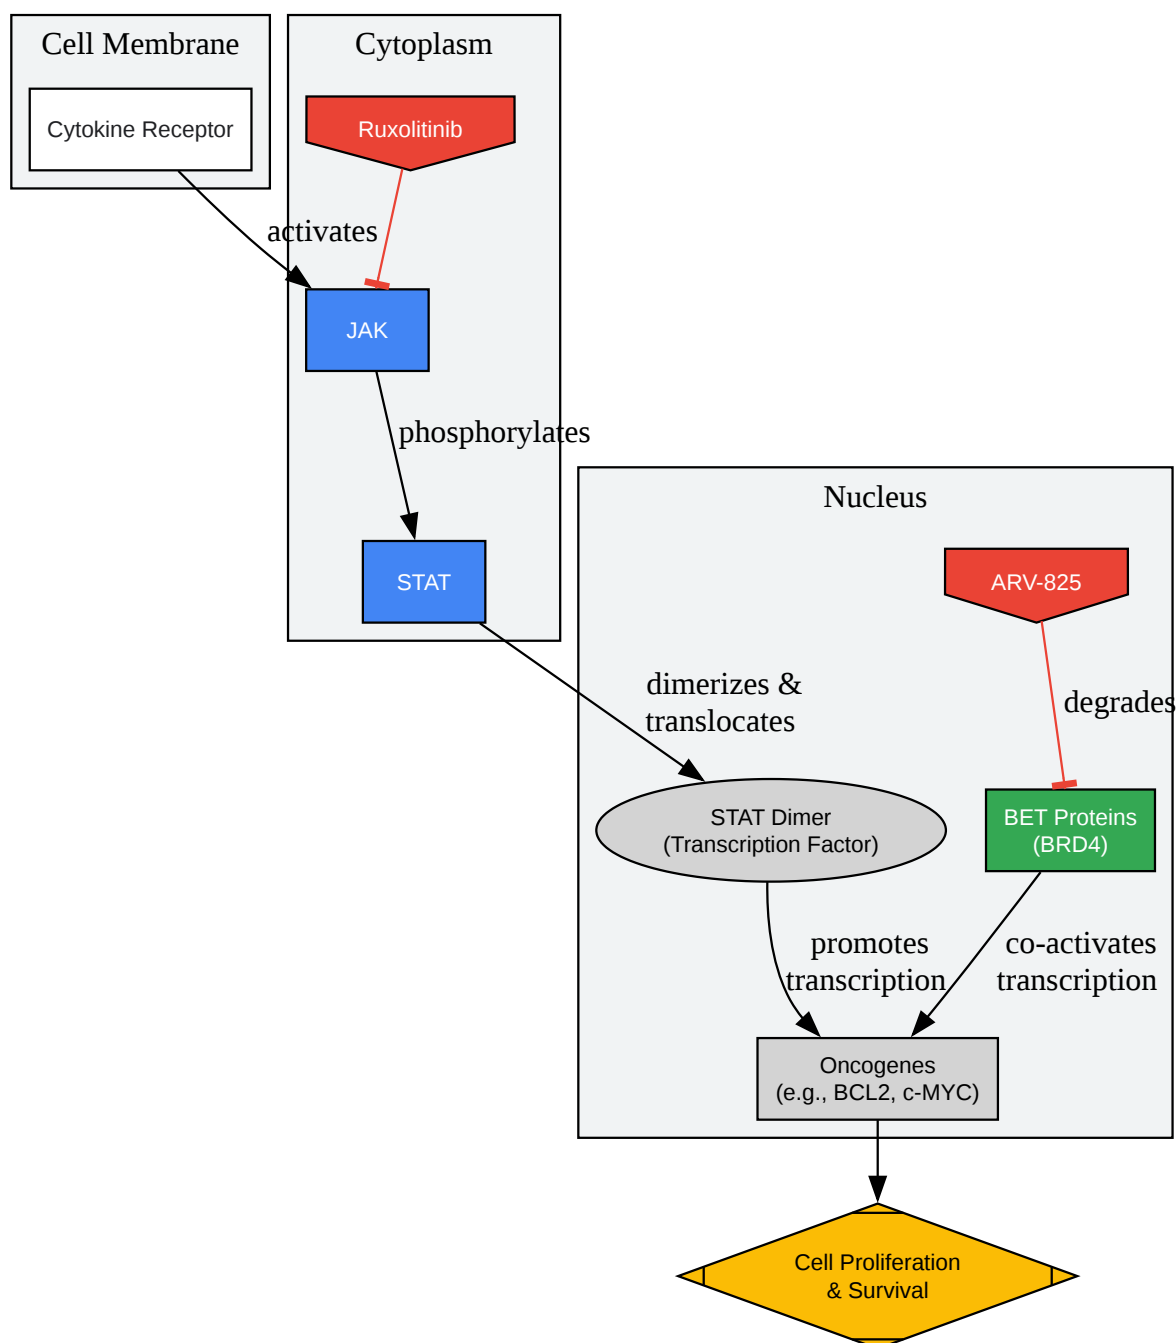 Cell Membrane
Cytoplasm
Cytokine Receptor
Ruxolitinib
activates
JAK
phosphorylates
Nucleus
STAT
ARV-825
dimerizes &
translocates
degrades
STAT Dimer
(Transcription Factor)
BET Proteins
(BRD4)
promotes
transcription
co-activates
transcription
Oncogenes
(e.g., BCL2, c-MYC)
Cell Proliferation
& Survival